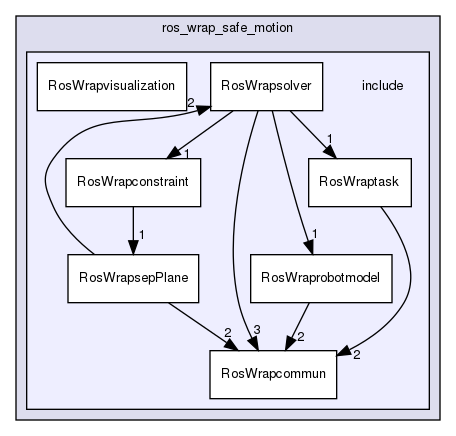 ros_wrap_safe_motion
RosWrapvisualization
RosWrapsolver
include
2
1
1
RosWrapconstraint
RosWraptask
1
1
RosWrapsepPlane
RosWraprobotmodel
2
3
2
2
RosWrapcommun